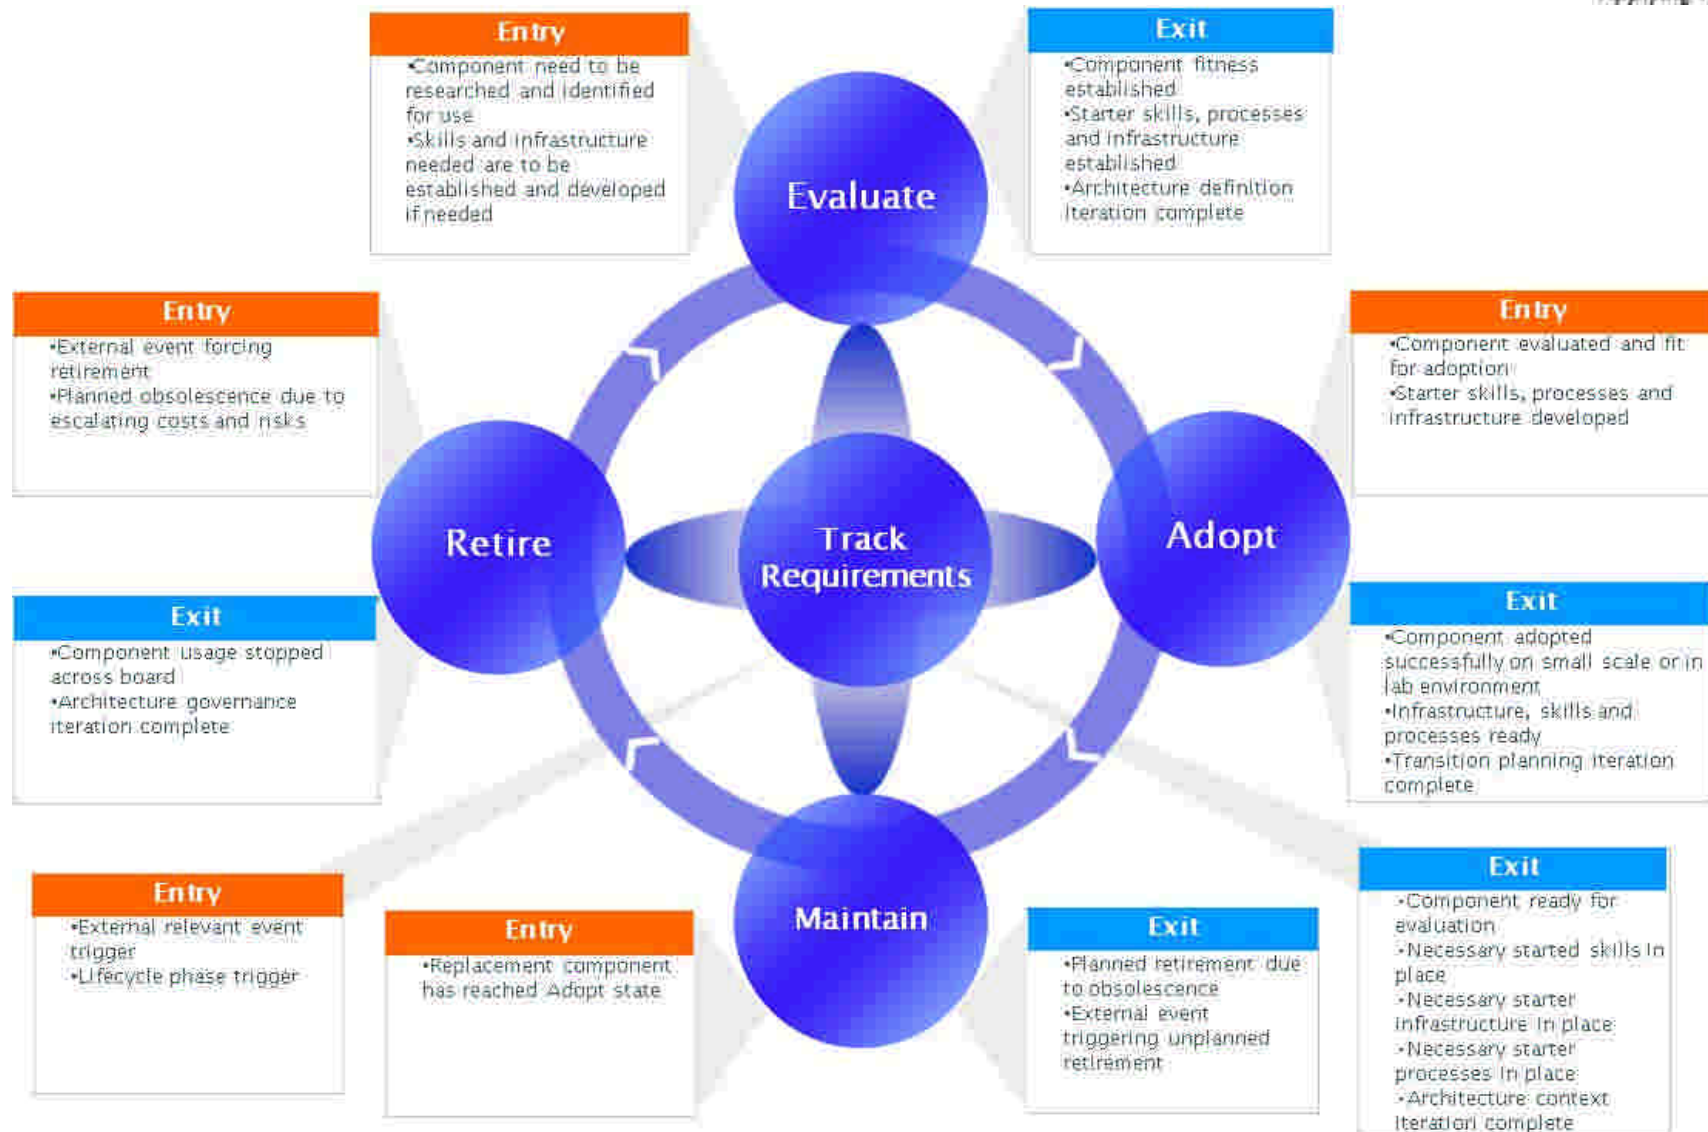 Entry
•Component need to be
researched and identified
for use
•Skills and infrastructure
needed are to be
established and developed
if needed
Exit
•Component fitness
established
•Starter skills, processes
and infrastructure
established
•Architecture definition
iteration complete
Evaluate
Entry
•External event forcing
retirement
•Planned obsolescence due to
escalating costs and risks
Entry
•Component evaluated and fit
for adoption
•Starter skills, processes and
infrastructure developed
Retire
Track
Requirements
Adopt
Exit
•Component usage stopped
across board
•Architecture governance
iteration complete
Exit
•Component adopted
successfully on small scale or in
lab environment
•Infrastructure, skills and
processes ready
•Transition planning iteration
complete
Entry
•External relevant event
trigger
•Lifecycle phase trigger
Entry
•Replacement component
has reached Adopt state
Maintain
Exit
•Planned retirement due
to obsolescence
•External event
triggering unplanned
retirement
Exit
•Component ready for
evaluation
•Necessary started skills in
place
•Necessary starter
infrastructure in place
•Necessary starter
processes in place
•Architecture context
iteration complete